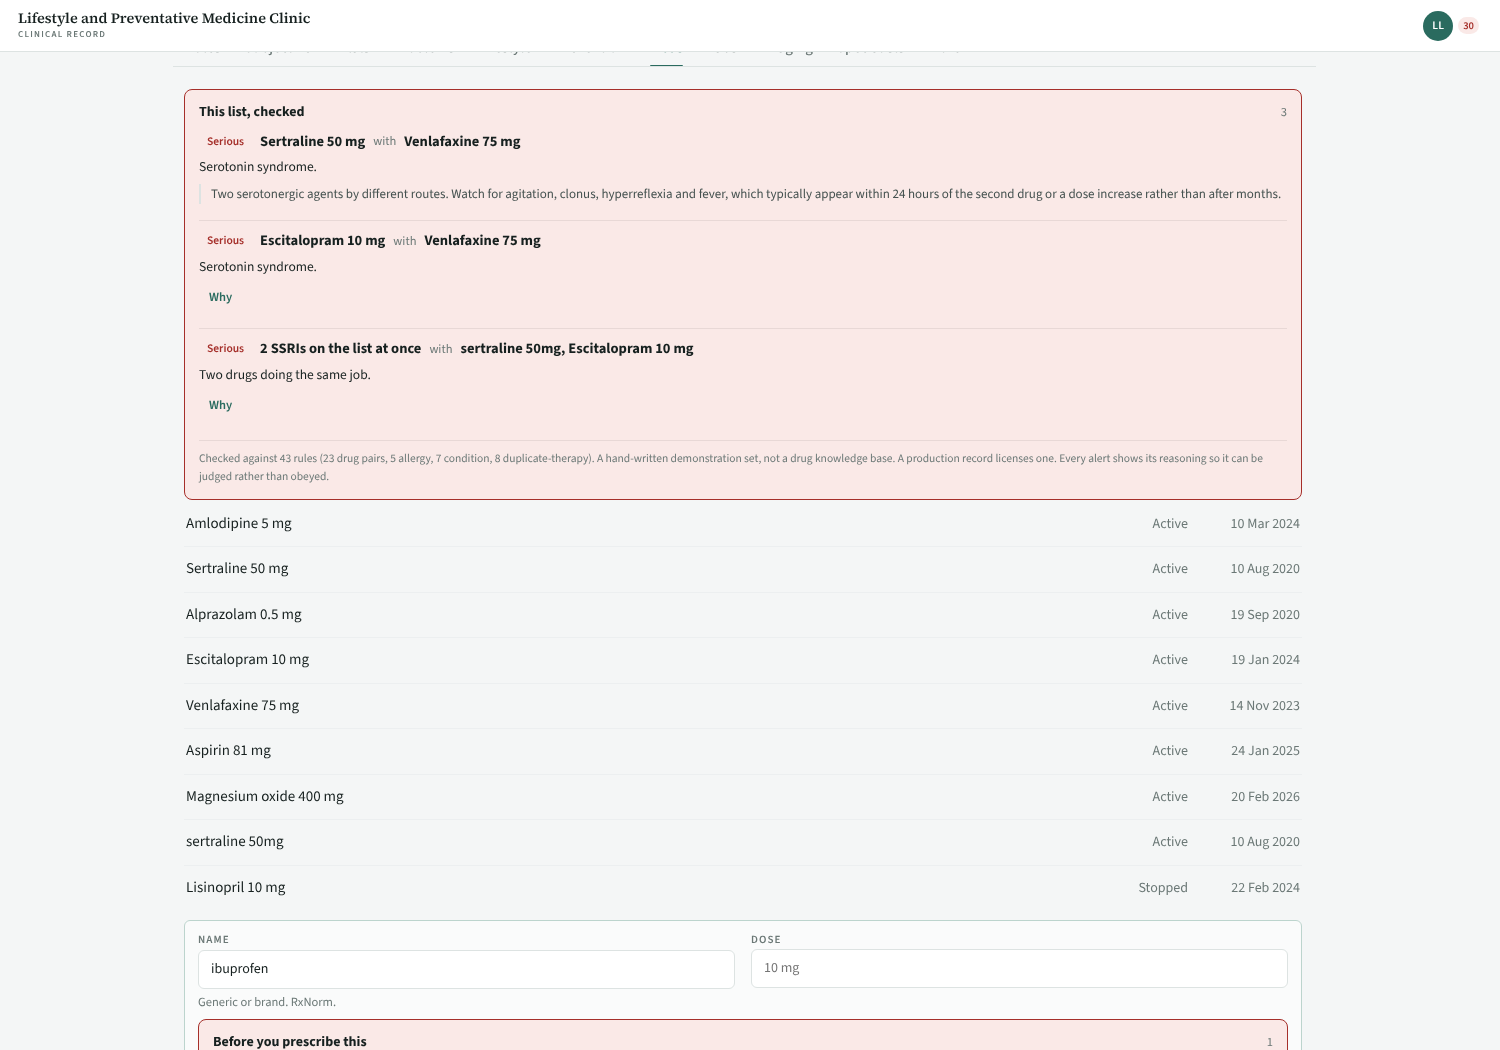 Lifestyle and Preventative Medicine Clinic
CLINICAL RECORD
LL 30
This list, checked 3
Serious Sertraline 50 mg with Venlafaxine 75 mg
Serotonin syndrome.
Two serotonergic agents by different routes. Watch for agitation, clonus, hyperreflexia and fever, which typically appear within 24 hours of the second drug or a dose increase rather than after months.
Serious Escitalopram 10 mg with Venlafaxine 75 mg
Serotonin syndrome.
Why
Serious 2 SSRIs on the list at once with sertraline 50mg, Escitalopram 10 mg
Two drugs doing the same job.
Why
Checked against 43 rules (23 drug pairs, 5 allergy, 7 condition, 8 duplicate-therapy). A hand-written demonstration set, not a drug knowledge base. A production record licenses one. Every alert shows its reasoning so it can be
judged rather than obeyed.
Amlodipine 5 mg Active 10 Mar 2024
Sertraline 50 mg Active 10 Aug 2020
Alprazolam 0.5 mg Active 19 Sep 2020
Escitalopram 10 mg Active 19 Jan 2024
Venlafaxine 75 mg Active 14 Nov 2023
Aspirin 81 mg Active 24 Jan 2025
Magnesium oxide 400 mg Active 20 Feb 2026
sertraline 50mg Active 10 Aug 2020
Lisinopril 10 mg Stopped 22 Feb 2024
NAME DOSE
ibuprofen 10 mg
Generic or brand. RxNorm.
Before you prescribe this 1